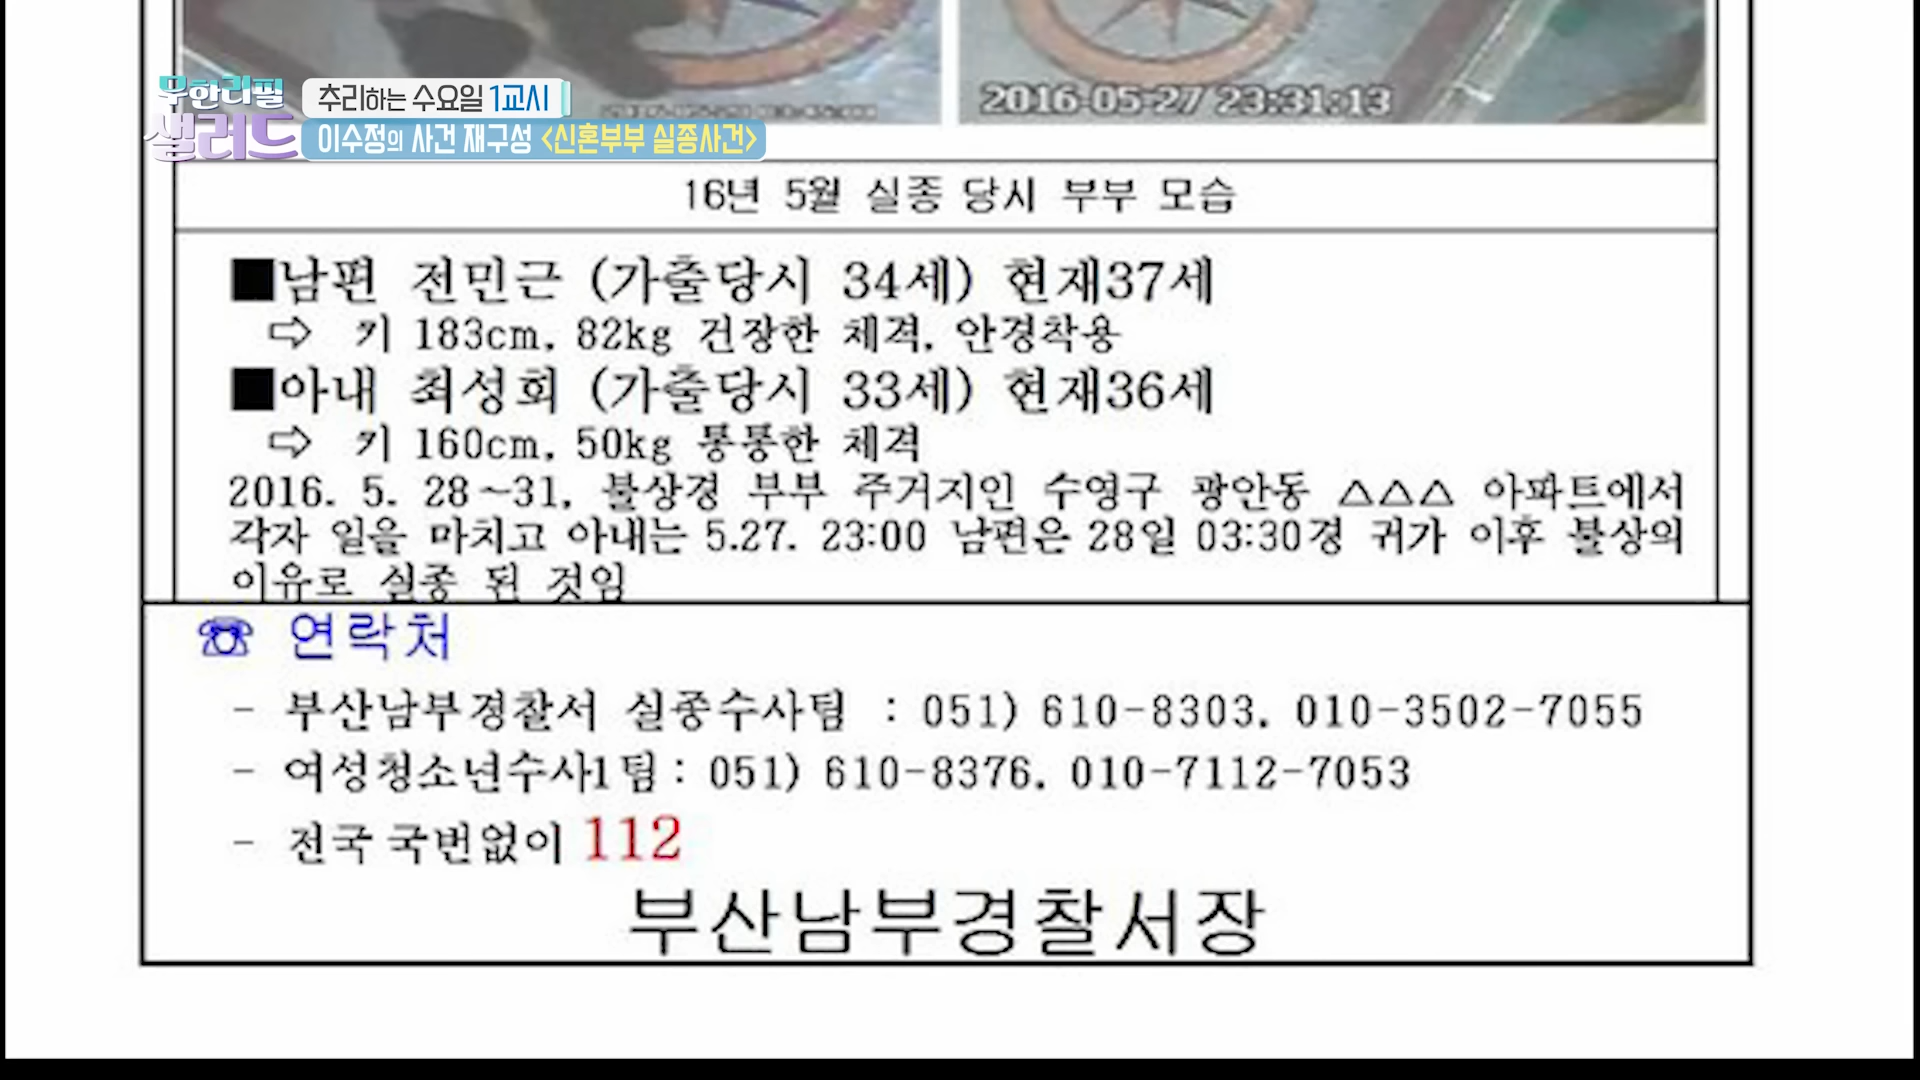 무한리필
샐러드
추리하는 수요일 1교시
이수정의 사건 재구성 <신혼부부 실종사건>
2016-05-27 23:31:13
16년 5월 실종 당시 부부 모습
■남편 전민근 (가출당시 34세) 현재37세
⇨ 키 183cm, 82kg 건장한 체격, 안경착용
■아내 최성희 (가출당시 33세) 현재36세
⇨ 키 160cm, 50kg 통통한 체격
2016. 5. 28~31, 불상경 부부 주거지인 수영구 광안동 △△△ 아파트에서
각자 일을 마치고 아내는 5.27. 23:00 남편은 28일 03:30경 귀가 이후 불상의
이유로 실종 된 것임
☎ 연락처
- 부산남부경찰서 실종수사팀 : 051) 610-8303, 010-3502-7055
- 여성청소년수사1팀 : 051) 610-8376, 010-7112-7053
- 전국 국번없이 112
부산남부경찰서장